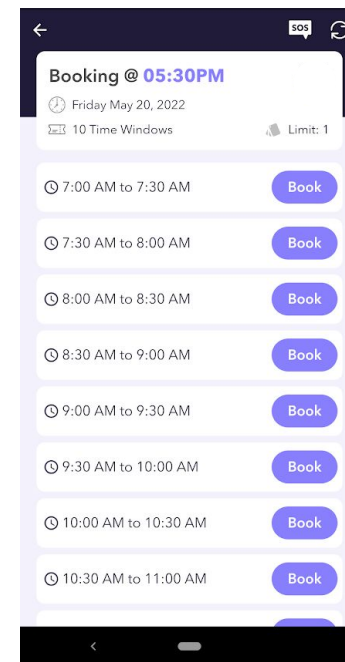 SOS
Booking @ 05:30PM
Friday May 20, 2022
10 Time Windows Limit: 1
7:00 AM to 7:30 AM Book
7:30 AM to 8:00 AM Book
8:00 AM to 8:30 AM Book
8:30 AM to 9:00 AM Book
9:00 AM to 9:30 AM Book
9:30 AM to 10:00 AM Book
10:00 AM to 10:30 AM Book
10:30 AM to 11:00 AM Book